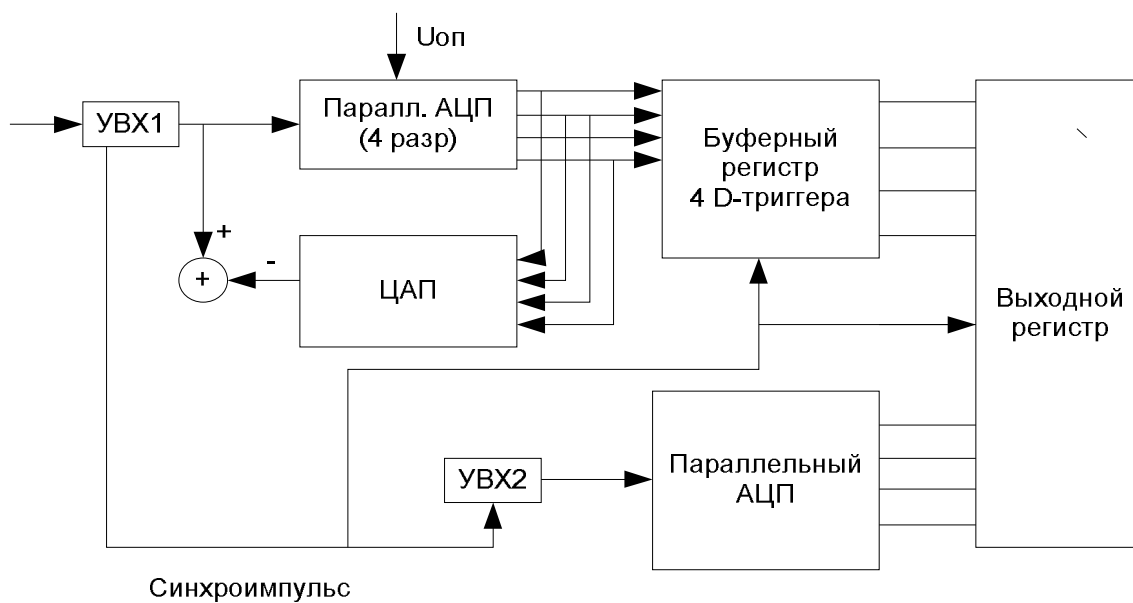 Uоп
УВХ1
Паралл. АЦП
(4 разр)
Буферный
регистр
4 D-триггера
+
-
+
ЦАП
Выходной
регистр
УВХ2
Параллельный
АЦП
Синхроимпульс